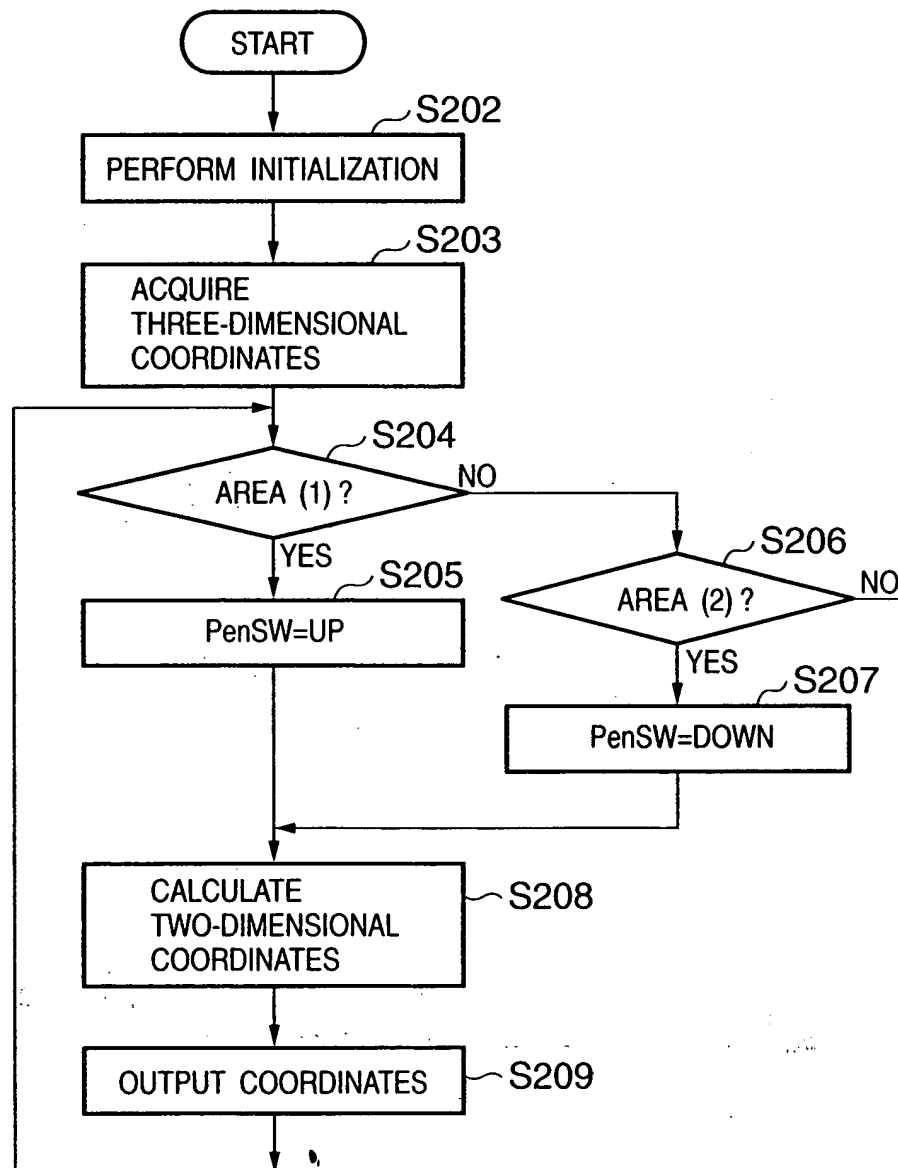 START
S202
PERFORM INITIALIZATION
S203
ACQUIRE
THREE-DIMENSIONAL
COORDINATES
S204
AREA (1) ?
NO
YES
S205
PenSW=UP
S206
AREA (2) ?
NO
YES
S207
PenSW=DOWN
S208
CALCULATE
TWO-DIMENSIONAL
COORDINATES
S209
OUTPUT COORDINATES